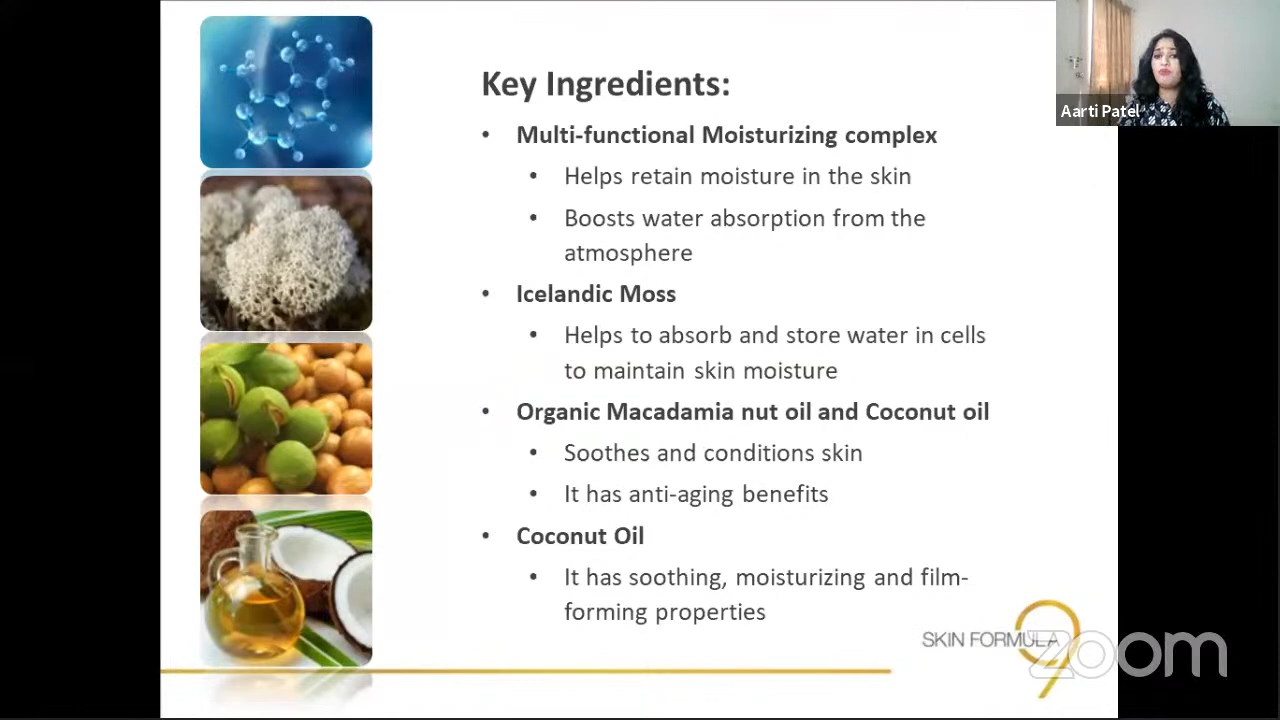 Key Ingredients:
• Multi-functional Moisturizing complex
• Helps retain moisture in the skin
• Boosts water absorption from the
atmosphere
• Icelandic Moss
• Helps to absorb and store water in cells
to maintain skin moisture
• Organic Macadamia nut oil and Coconut oil
• Soothes and conditions skin
• It has anti-aging benefits
• Coconut Oil
• It has soothing, moisturizing and film-
forming properties
SKIN FORMULA 9
zoom
Aarti Patel